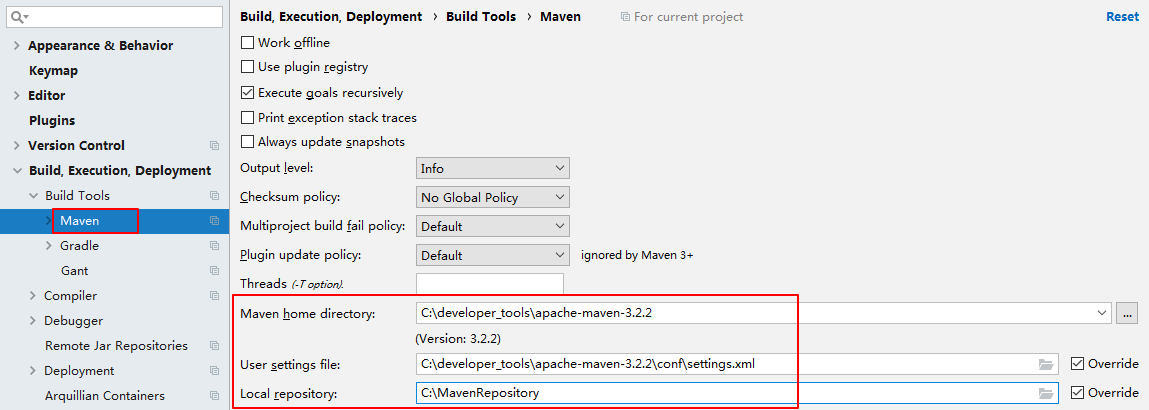 Build, Execution, Deployment › Build Tools › Maven For current project Reset
Appearance & Behavior
Keymap
Editor
Plugins
Version Control
Build, Execution, Deployment
Build Tools
Maven
Gradle
Gant
Compiler
Debugger
Remote Jar Repositories
Deployment
Arquillian Containers
Work offline
Use plugin registry
Execute goals recursively
Print exception stack traces
Always update snapshots
Output level: Info
Checksum policy: No Global Policy
Multiproject build fail policy: Default
Plugin update policy: Default ignored by Maven 3+
Threads (-T option).
Maven home directory: C:\developer_tools\apache-maven-3.2.2 ...
(Version: 3.2.2)
User settings file: C:\developer_tools\apache-maven-3.2.2\conf\settings.xml Override
Local repository: C:\MavenRepository Override